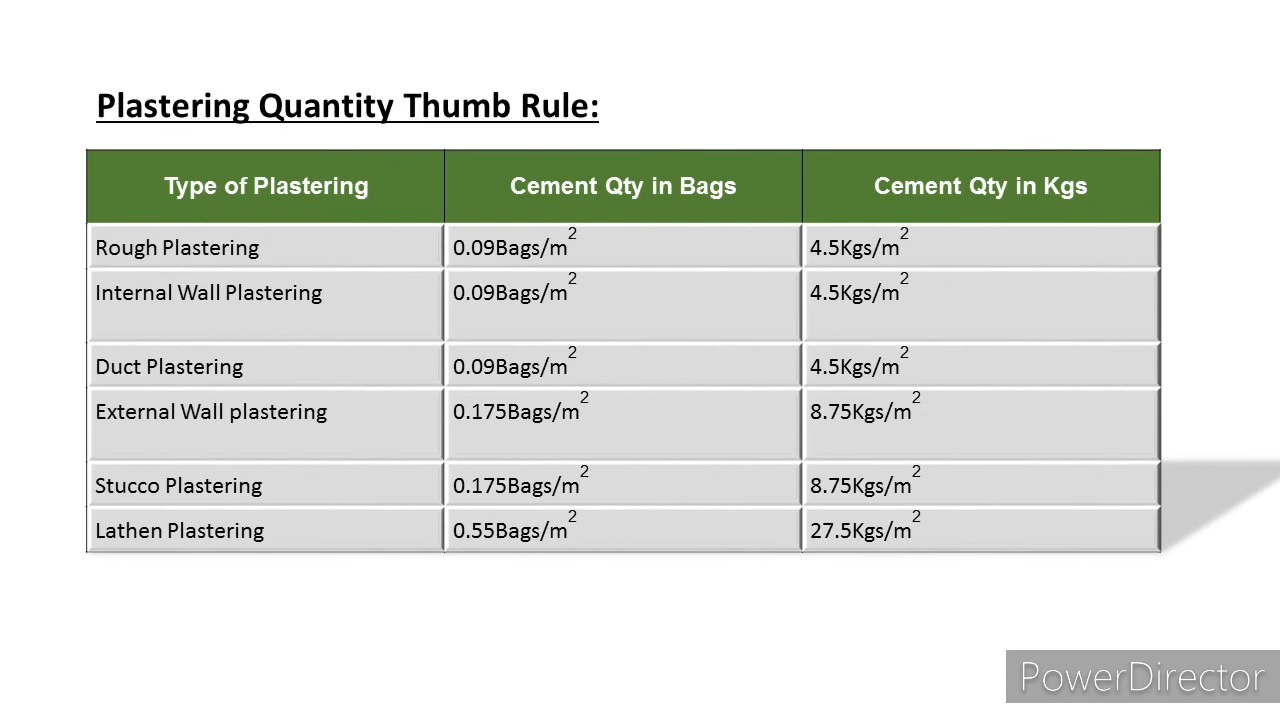 Plastering Quantity Thumb Rule:
Type of Plastering Cement Qty in Bags Cement Qty in Kgs
Rough Plastering 0.09Bags/m² 4.5Kgs/m²
Internal Wall Plastering 0.09Bags/m² 4.5Kgs/m²
Duct Plastering 0.09Bags/m² 4.5Kgs/m²
External Wall plastering 0.175Bags/m² 8.75Kgs/m²
Stucco Plastering 0.175Bags/m² 8.75Kgs/m²
Lathen Plastering 0.55Bags/m² 27.5Kgs/m²
PowerDirector